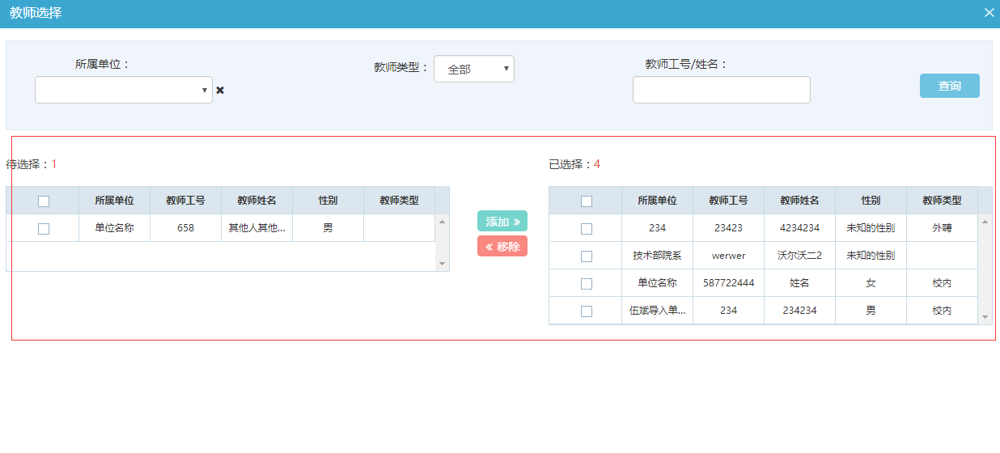 教师选择
所属单位： 教师类型： 全部 教师工号/姓名： 查询
待选择：1
所属单位 教师工号 教师姓名 性别 教师类型
单位名称 658 其他人其他... 男
添加 »
« 移除
已选择：4
所属单位 教师工号 教师姓名 性别 教师类型
234 23423 4234234 未知的性别 外聘
技术部院系 werwer 沃尔沃二2 未知的性别
单位名称 587722444 姓名 女 校内
伍斌导入单... 234 234234 男 校内